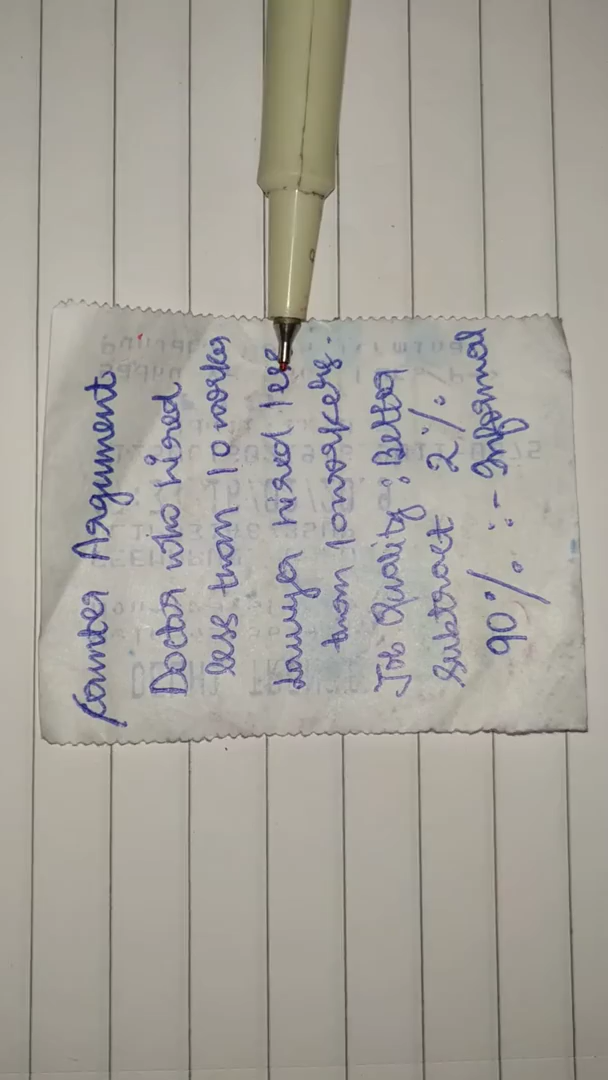 Counter Argument
Doctor who hired
less than 10 worker
Lawyer hired less
than 10 workers.
Job Quality : Better
Subtract 2%
90% :- Informal